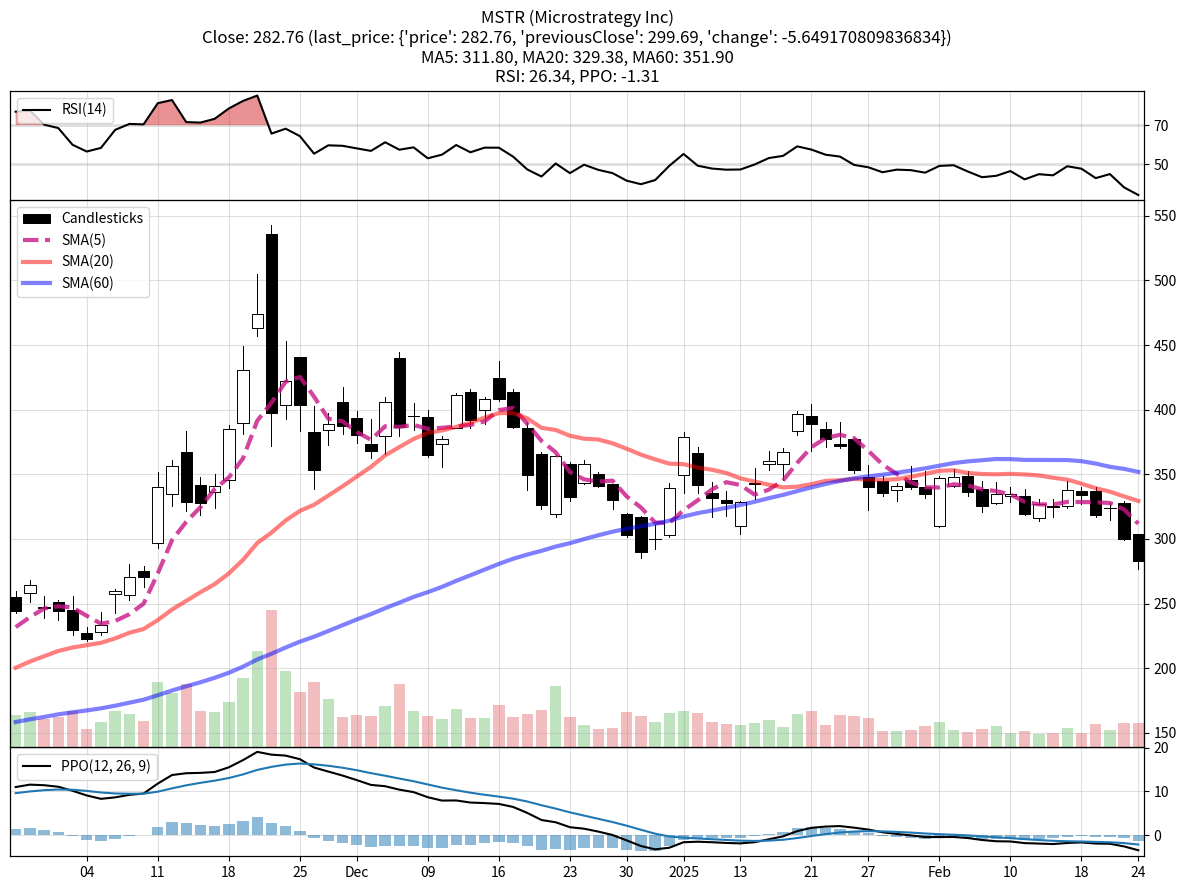 MSTR (Microstrategy Inc)
Close: 282.76 (last_price: {'price': 282.76, 'previousClose': 299.69, 'change': -5.649170809836834})
MA5: 311.80, MA20: 329.38, MA60: 351.90
RSI: 26.34, PPO: -1.31
RSI(14)
70
50
Candlesticks
SMA(5)
SMA(20)
SMA(60)
550
500
450
400
350
300
250
200
150
PPO(12, 26, 9)
20
10
0
04 11 18 25 Dec 09 16 23 30 2025 13 21 27 Feb 10 18 24